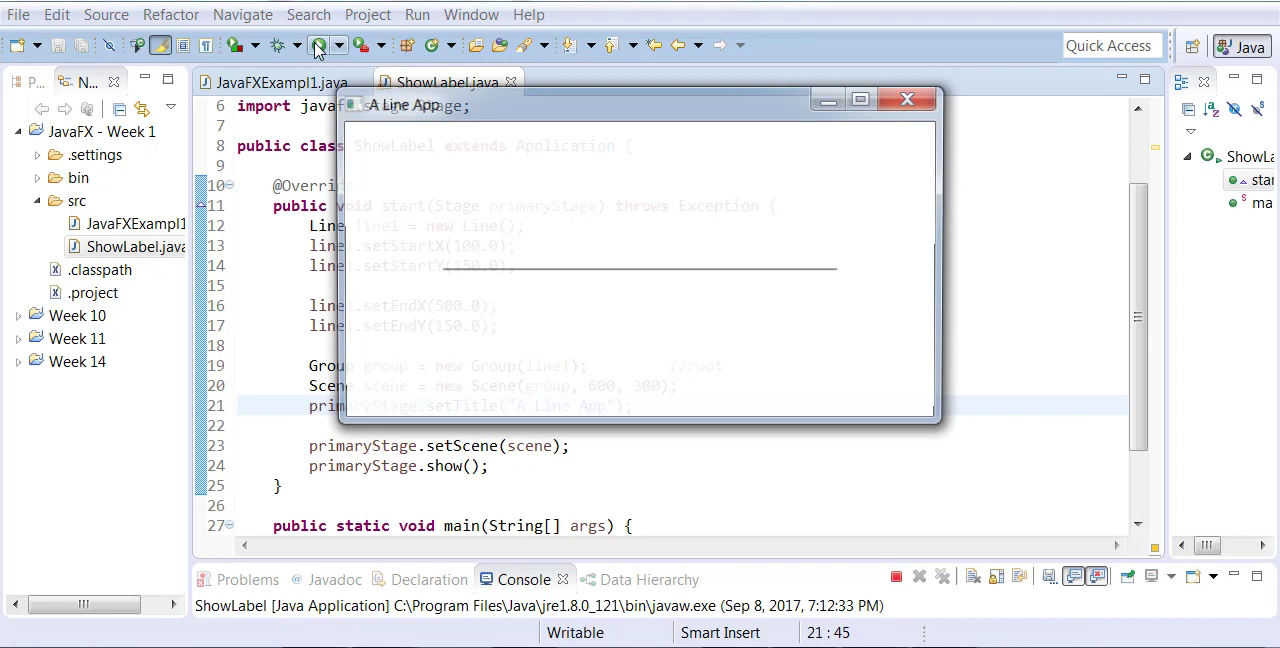 File Edit Source Refactor Navigate Search Project Run Window Help
Quick Access
Java
P...
N...
JavaFXExampl1.java
ShowLabel.java
A Line App
JavaFX - Week 1
.settings
bin
src
JavaFXExampl1
ShowLabel.java
.classpath
.project
Week 10
Week 11
Week 14
6 import javafx.stage.Stage;
7
8 public class ShowLabel extends Application {
9
10 @Override
11 public void start(Stage primaryStage) throws Exception {
12 Line line1 = new Line();
13 line1.setStartX(100.0);
14 line1.setStartY(150.0);
15
16 line1.setEndX(500.0);
17 line1.setEndY(150.0);
18
19 Group group = new Group(line1); //root
20 Scene scene = new Scene(group, 600, 300);
21 primaryStage.setTitle("A Line App");
22
23 primaryStage.setScene(scene);
24 primaryStage.show();
25 }
26
27 public static void main(String[] args) {
ShowLa
star
ma
Problems @ Javadoc Declaration Console Data Hierarchy
ShowLabel [Java Application] C:\Program Files\Java\jre1.8.0_121\bin\javaw.exe (Sep 8, 2017, 7:12:33 PM)
Writable Smart Insert 21 : 45